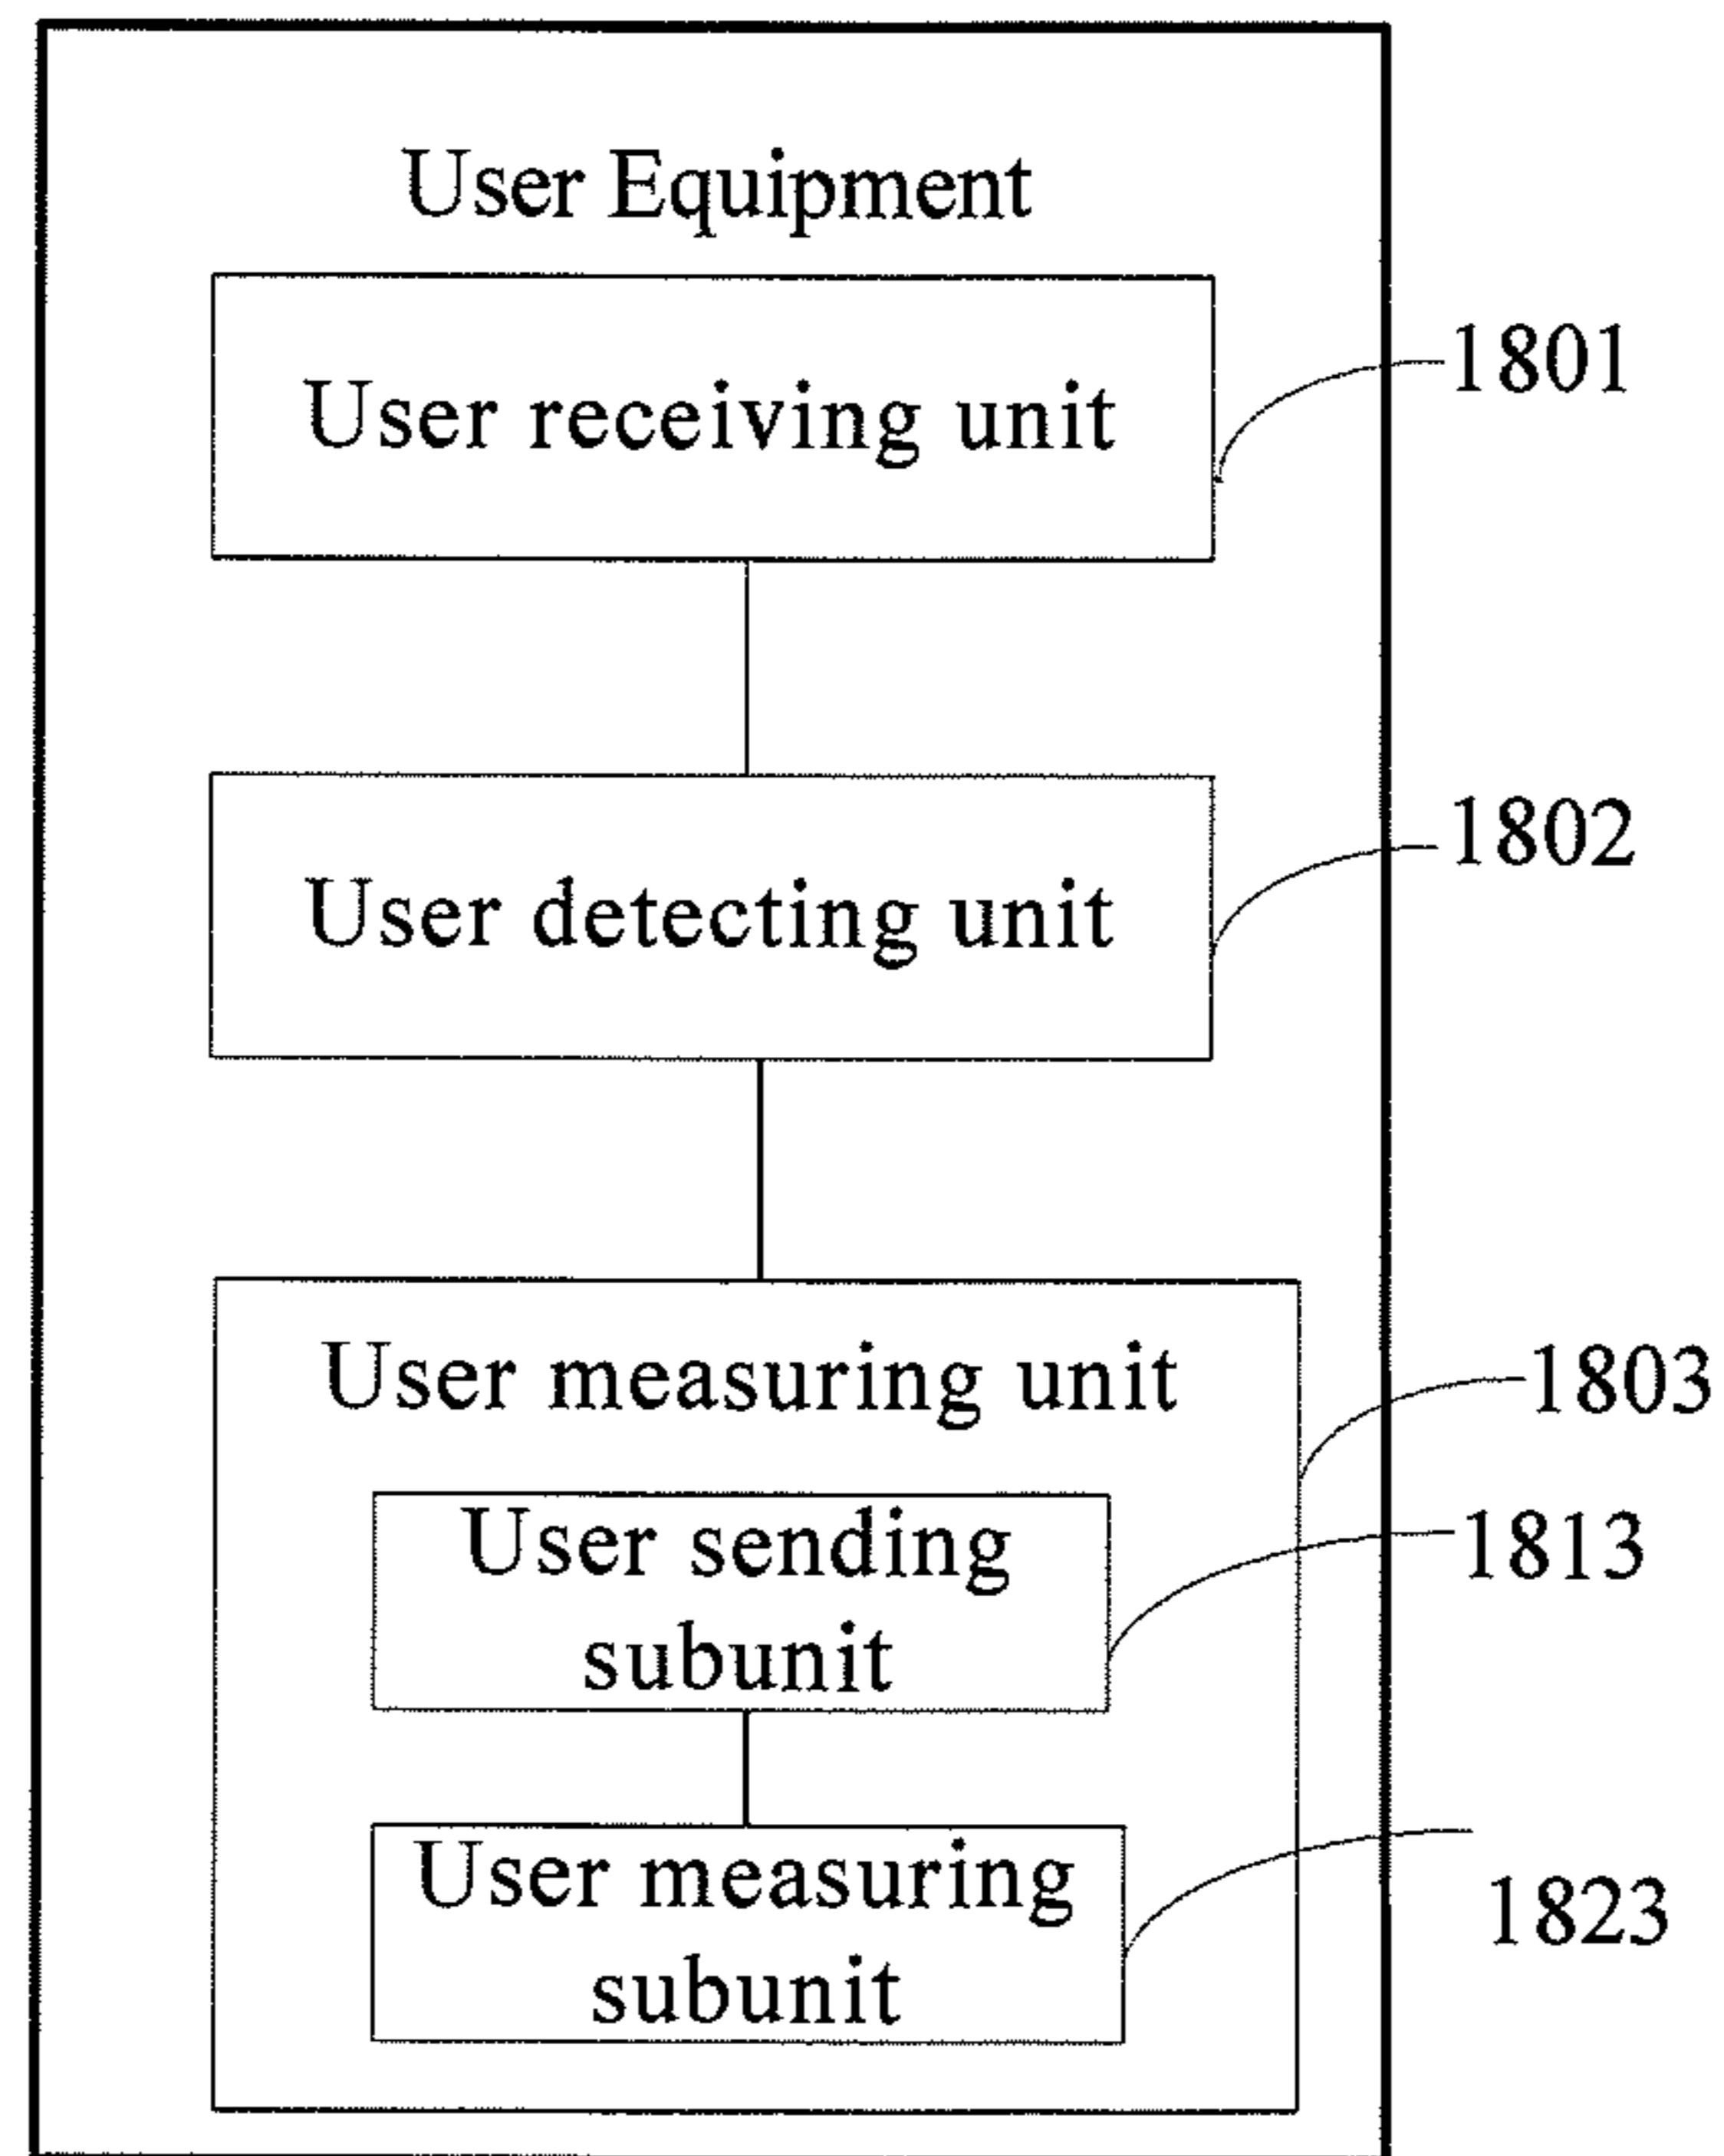 User Equipment
User receiving unit
1801
User detecting unit
1802
User measuring unit
1803
User sending
subunit
1813
User measuring
subunit
1823